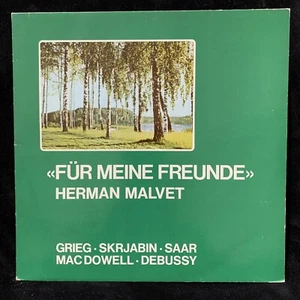 «FÜR MEINE FREUNDE»
HERMAN MALVET
GRIEG · SKRJABIN · SAAR
MAC DOWELL · DEBUSSY